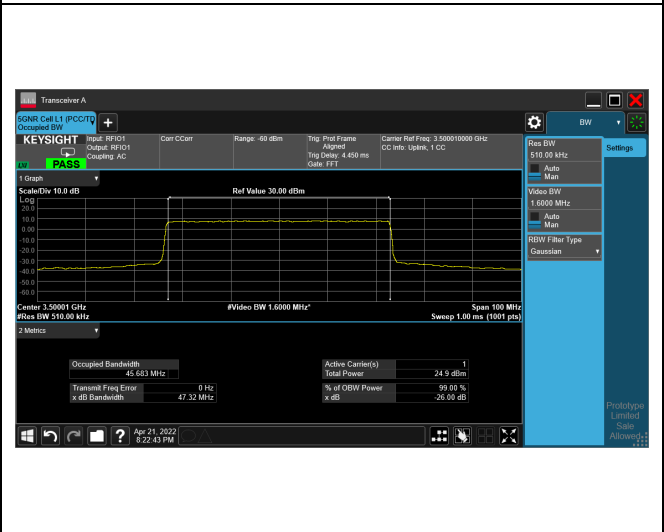 Transceiver A
5GNR Cell L1 (PCC/TD
Occupied BW
BW
KEYSIGHT
PASS
Input: RFIO1
Output: RFIO1
Coupling: AC
Corr CCorr
Range: -60 dBm
Trig: Prot Frame
Aligned
Trig Delay: 4.450 ms
Gate: FFT
Carrier Ref Freq: 3.500010000 GHz
CC Info: Uplink, 1 CC
Res BW
510.00 kHz
Auto
Man
Settings
Video BW
1.6000 MHz
Auto
Man
RBW Filter Type
Gaussian
1 Graph
Scale/Div 10.0 dB
Ref Value 30.00 dBm
Log
20.0
10.0
0.00
-10.0
-20.0
-30.0
-40.0
-50.0
-60.0
Center 3.50001 GHz
#Video BW 1.6000 MHz*
Span 100 MHz
#Res BW 510.00 kHz
Sweep 1.00 ms (1001 pts)
2 Metrics
Occupied Bandwidth
45.683 MHz
Active Carrier(s) 1
Total Power 24.9 dBm
Transmit Freq Error 0 Hz
x dB Bandwidth 47.32 MHz
% of OBW Power 99.00 %
x dB -26.00 dB
Prototype
Limited
Sale
Allowed
Apr 21, 2022
8:22:43 PM